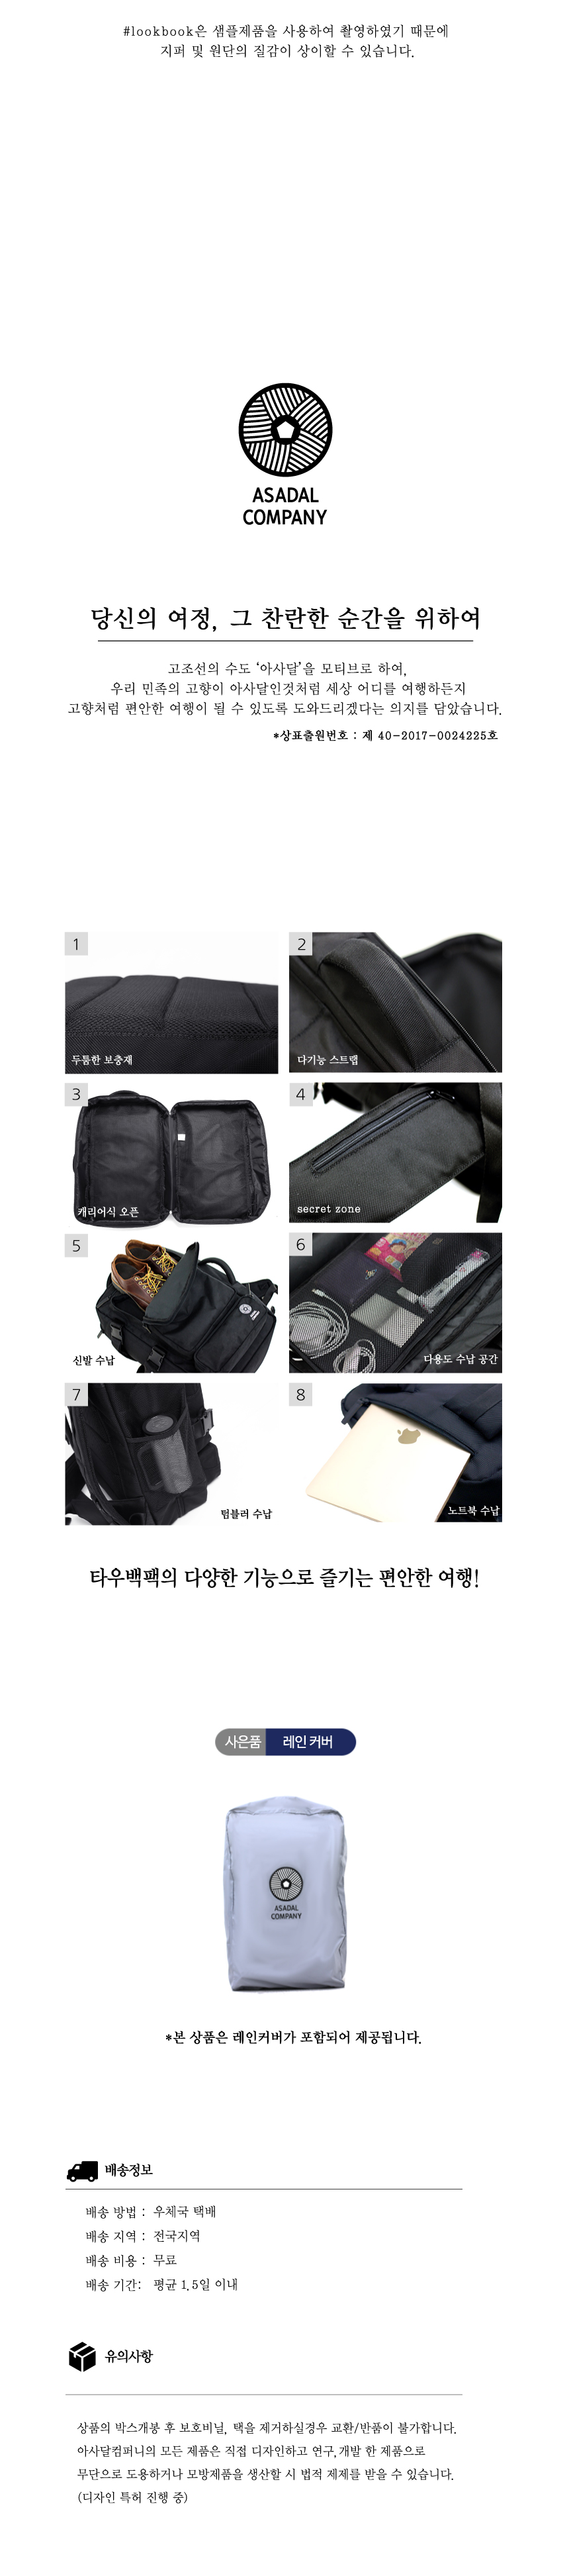 #lookbook은 샘플제품을 사용하여 촬영하였기 때문에
지퍼 및 원단의 질감이 상이할 수 있습니다.
ASADAL
COMPANY
당신의 여정, 그 찬란한 순간을 위하여
고조선의 수도 '아사달'을 모티브로 하여,
우리 민족의 고향이 아사달인것처럼 세상 어디를 여행하든지
고향처럼 편안한 여행이 될 수 있도록 도와드리겠다는 의지를 담았습니다.
*상표출원번호 : 제 40-2017-0024225호
1
두툼한 보충재
2
다기능 스트랩
3
캐리어식 오픈
4
secret zone
5
신발 수납
6
다용도 수납 공간
7
텀블러 수납
8
노트북 수납
타우백팩의 다양한 기능으로 즐기는 편안한 여행!
사은품 레인 커버
ASADAL
COMPANY
*본 상품은 레인커버가 포함되어 제공됩니다.
배송정보
배송 방법 : 우체국 택배
배송 지역 : 전국지역
배송 비용 : 무료
배송 기간: 평균 1.5일 이내
유의사항
상품의 박스개봉 후 보호비닐, 택을 제거하실경우 교환/반품이 불가합니다.
아사달컴퍼니의 모든 제품은 직접 디자인하고 연구,개발 한 제품으로
무단으로 도용하거나 모방제품을 생산할 시 법적 제제를 받을 수 있습니다.
(디자인 특허 진행 중)